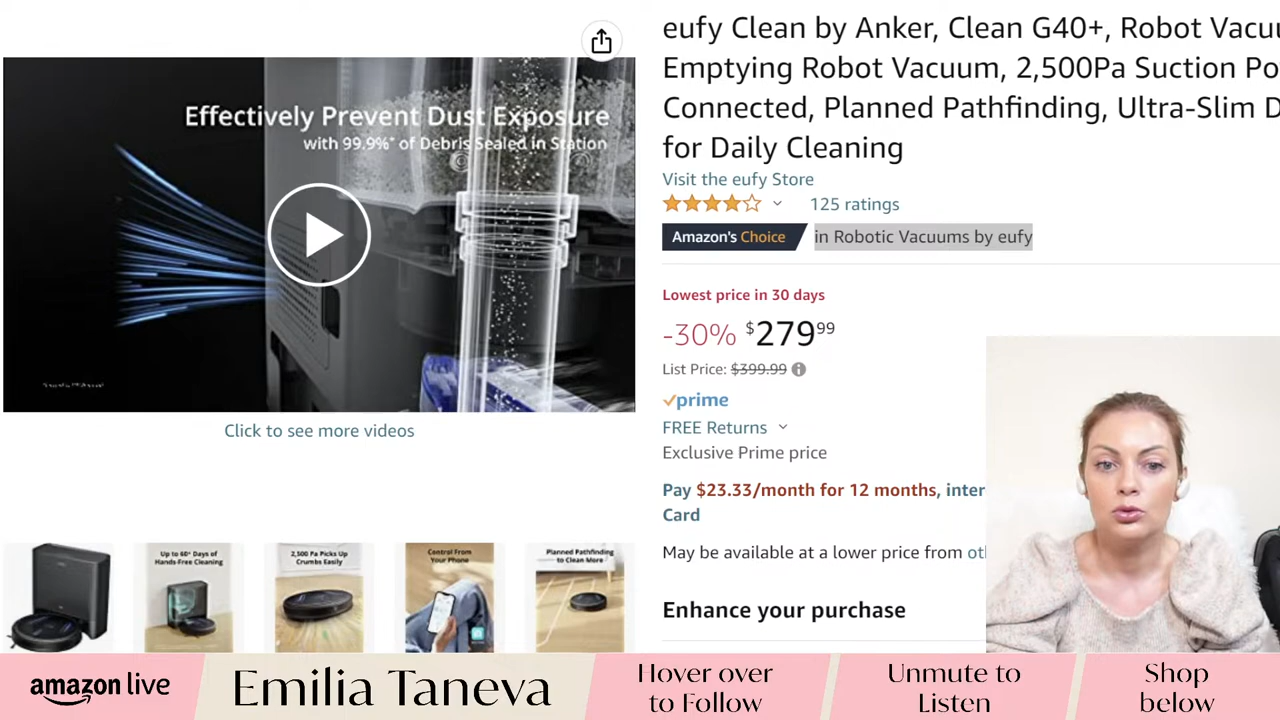 eufy Clean by Anker, Clean G40+, Robot
Emptying Robot Vacuum, 2,500Pa Suction
Connected, Planned Pathfinding, Ultra-Slim
for Daily Cleaning
Visit the eufy Store
125 ratings
Amazon's Choice in Robotic Vacuums by eufy
Lowest price in 30 days
-30% $279 99
List Price: $399.99
prime
FREE Returns
Exclusive Prime price
Pay $23.33/month for 12 months,
Card
May be available at a lower price from
Enhance your purchase
Effectively Prevent Dust Exposure
with 99.9%* of Debris Sealed in Station
Click to see more videos
Up to 60* Days of
Hands-Free Cleaning
2,500 Pa Picks Up
Crumbs Easily
Control From
Your Phone
Planned Pathfinding
to Clean More
amazon live
Emilia Taneva
Hover over
to Follow
Unmute to
Listen
Shop
below